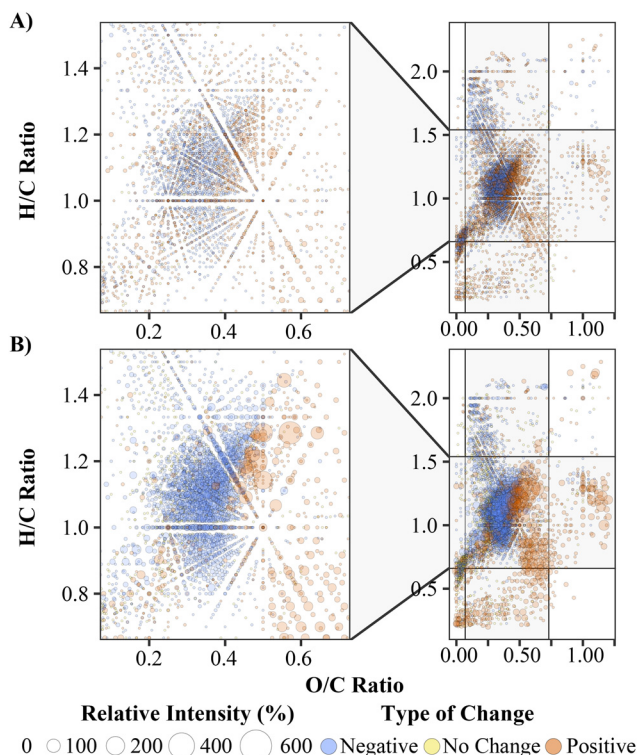 A)
H/C Ratio
1.4
1.2
1.0
0.8
0.2 0.4 0.6
2.0
1.5
1.0
0.5
0.00 0.50 1.00
B)
H/C Ratio
1.4
1.2
1.0
0.8
0.2 0.4 0.6
2.0
1.5
1.0
0.5
0.00 0.50 1.00
O/C Ratio
Relative Intensity (%) Type of Change
0 100 200 400 600 Negative No Change Positive